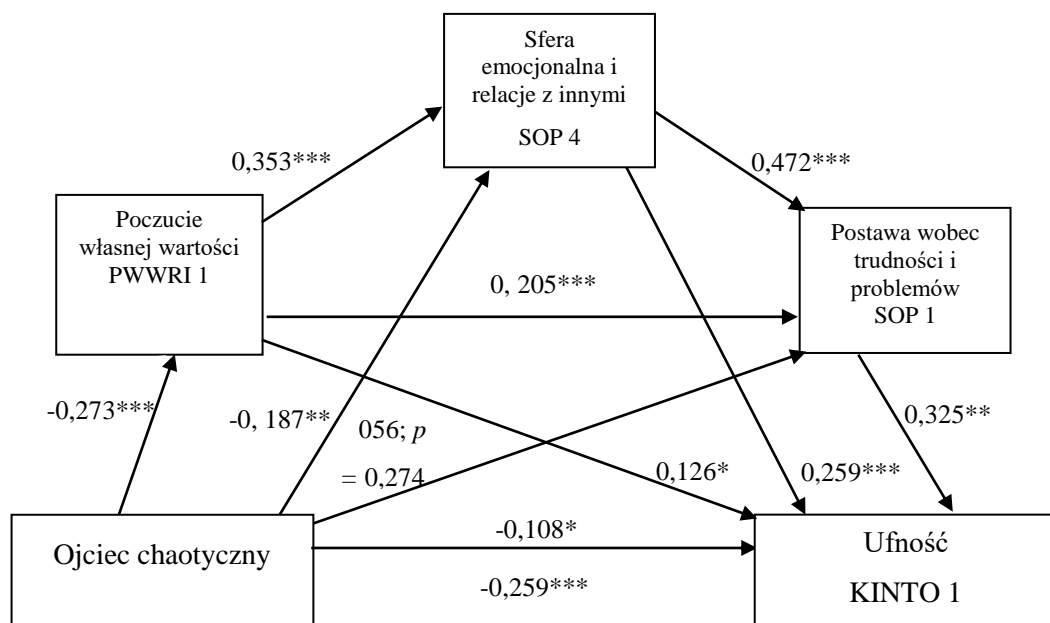 Sfera
emocjonalna i
relacje z innymi
SOP 4
0,353***
0,472***
Poczucie
własnej wartości
PWWRI 1
Postawa wobec
trudności i
problemów
SOP 1
0, 205***
-0,273***
-0, 187**
056; p
= 0,274
0,126*
0,259***
0,325**
Ojciec chaotyczny
-0,108*
-0,259***
Ufność
KINTO 1